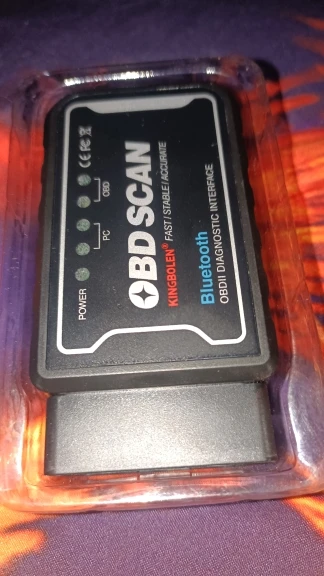 OBD SCAN
KINGBOLEN® FAST / STABLE / ACCURATE
Bluetooth
OBDII DIAGNOSTIC INTERFACE
POWER
PC
OBD
CE FC